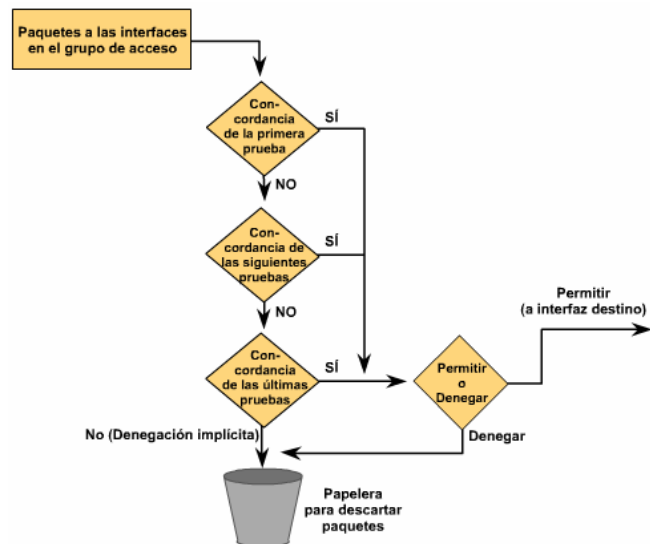 Paquetes a las interfaces
en el grupo de acceso
Con-
cordancia
de la primera
prueba
SÍ
NO
Con-
cordancia de
las siguientes
pruebas
SÍ
NO
Con-
cordancia
de las últimas
pruebas
SÍ
Permitir
o
Denegar
Permitir
(a interfaz destino)
No (Denegación implícita)
Denegar
Papelera
para descartar
paquetes